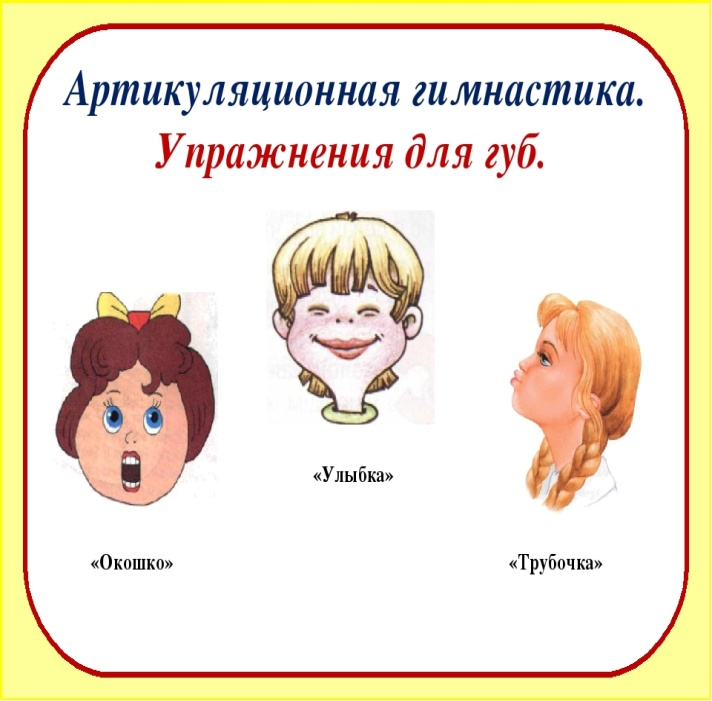 Артикуляционная гимнастика.
Упражнения для губ.
«Улыбка»
«Окошко»
«Трубочка»